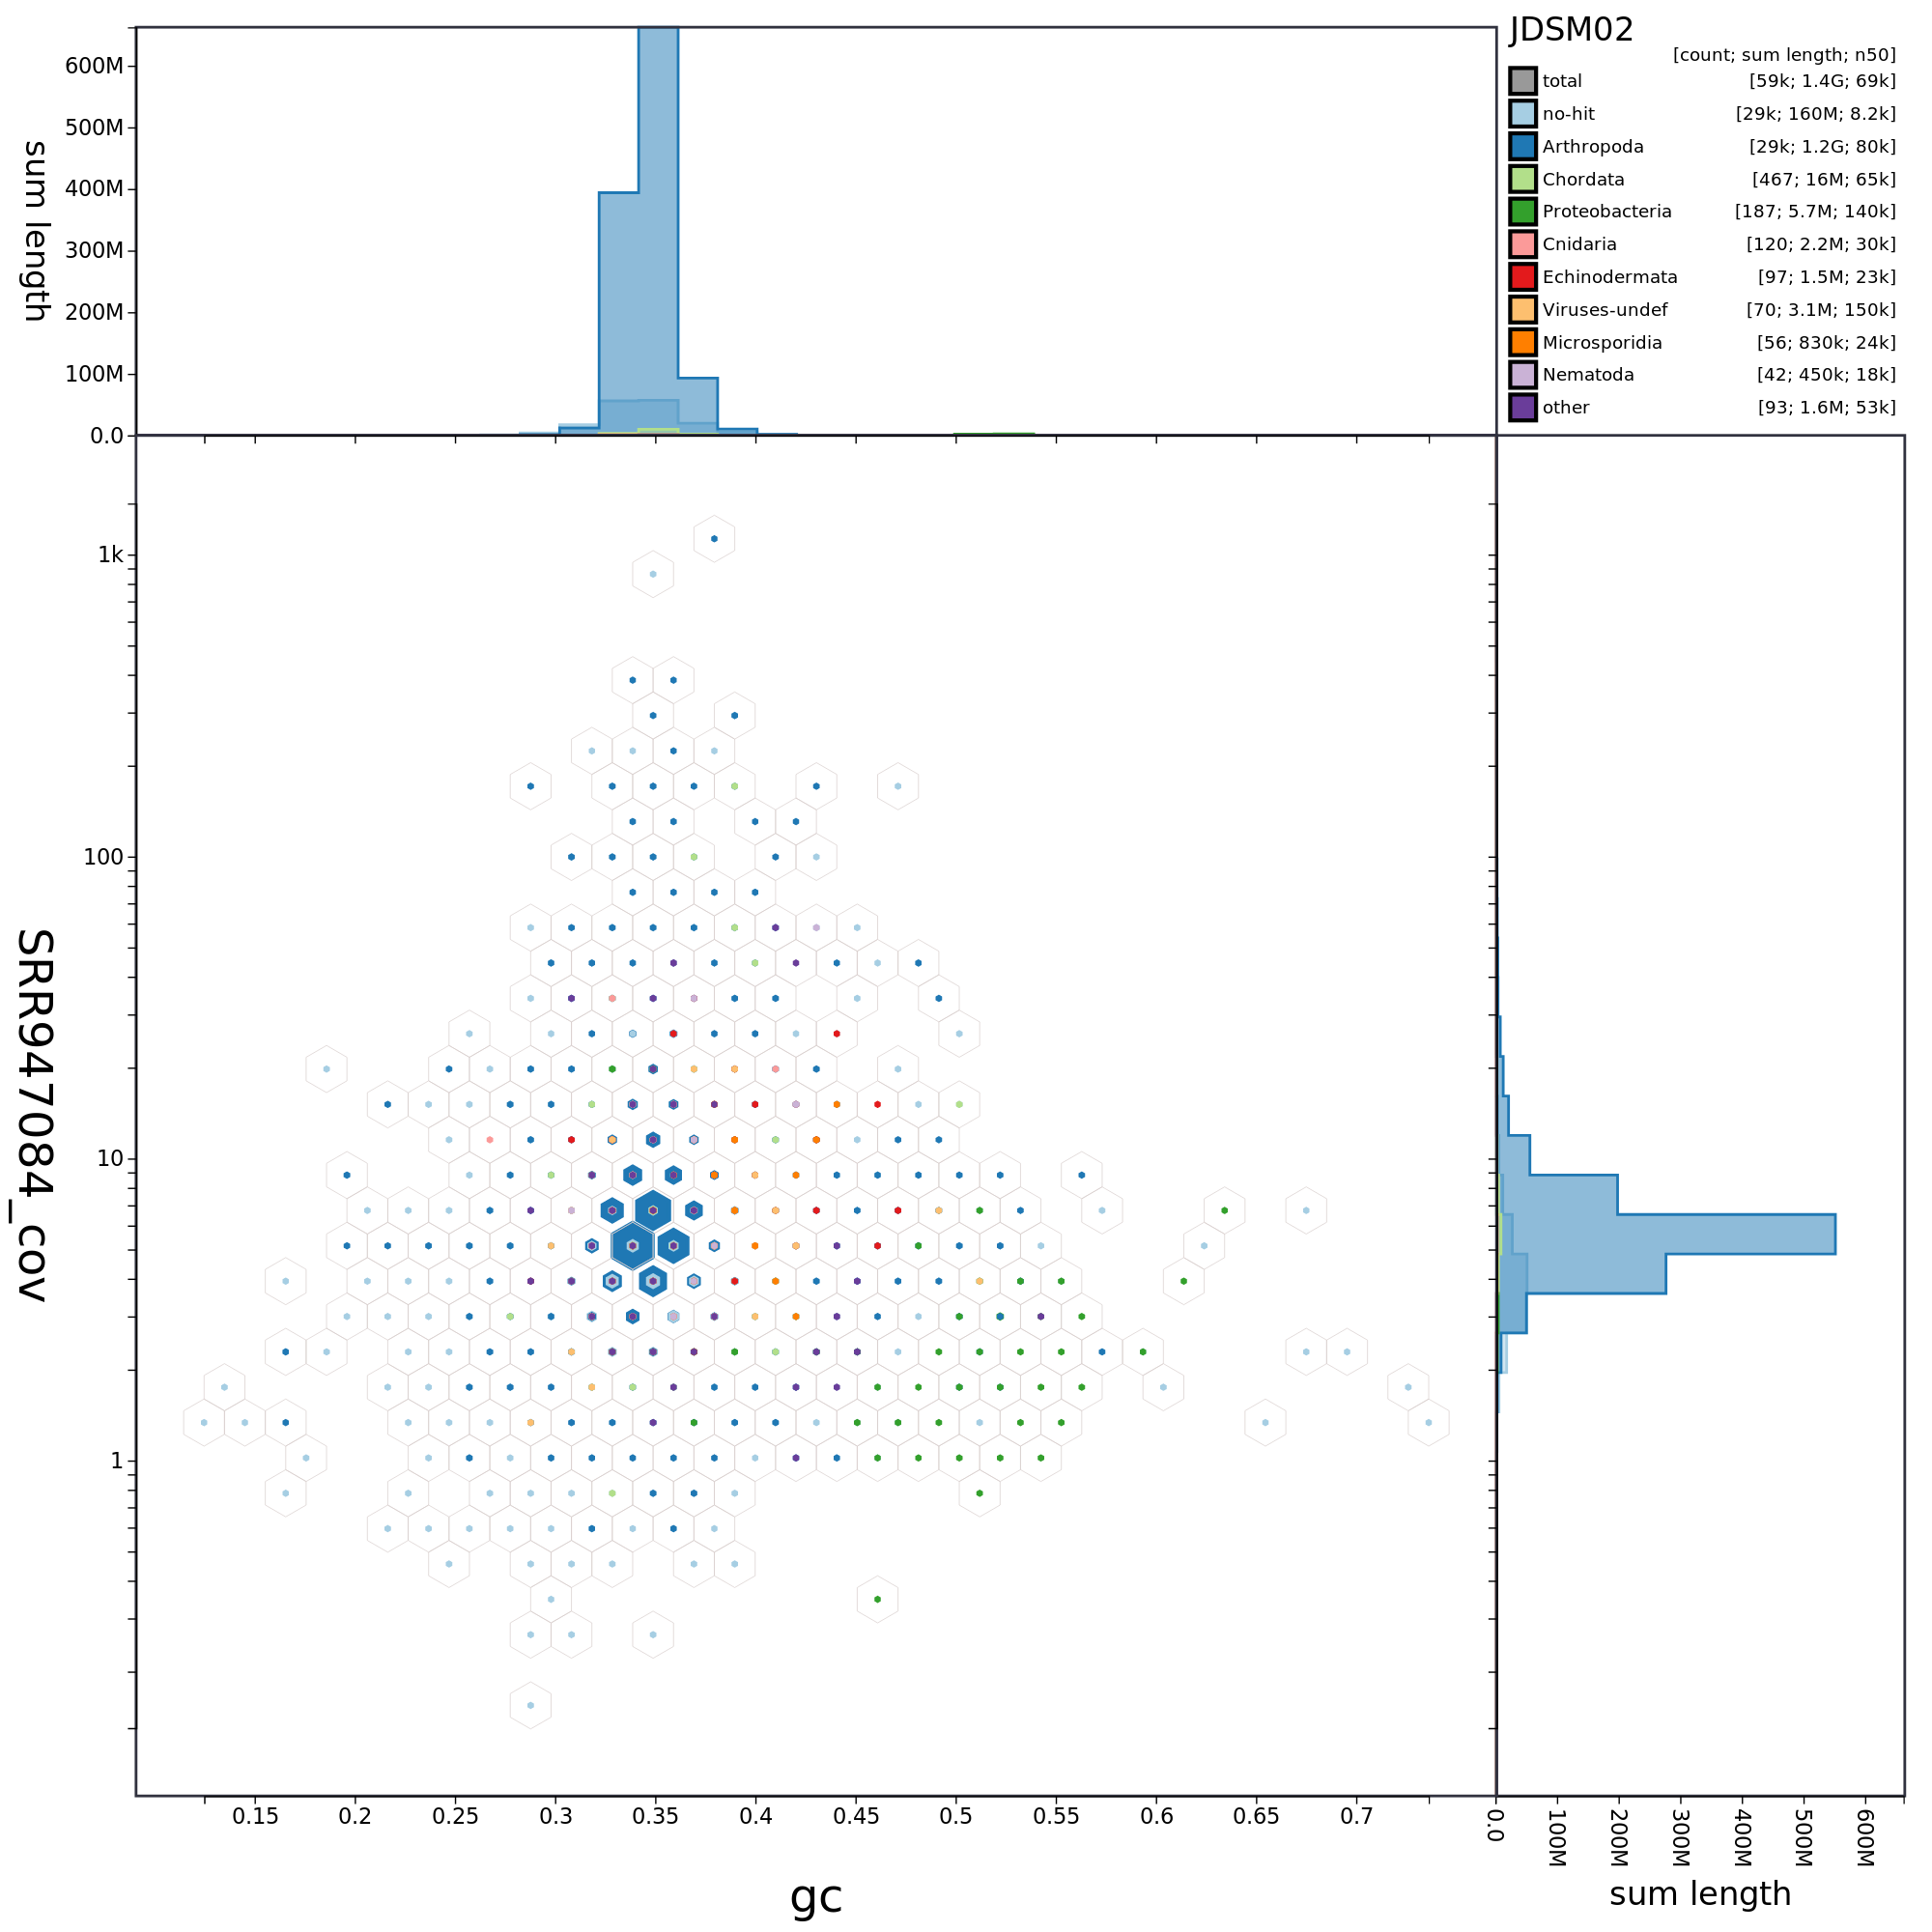 JDSM02
[count; sum length; n50]
total [59k; 1.4G; 69k]
no-hit [29k; 160M; 8.2k]
Arthropoda [29k; 1.2G; 80k]
Chordata [467; 16M; 65k]
Proteobacteria [187; 5.7M; 140k]
Cnidaria [120; 2.2M; 30k]
Echinodermata [97; 1.5M; 23k]
Viruses-undef [70; 3.1M; 150k]
Microsporidia [56; 830k; 24k]
Nematoda [42; 450k; 18k]
other [93; 1.6M; 53k]
sum length
600M
500M
400M
300M
200M
100M
0.0
SRR947084_cov
1k
100
10
1
0.15 0.2 0.25 0.3 0.35 0.4 0.45 0.5 0.55 0.6 0.65 0.7
gc
0.0 100M 200M 300M 400M 500M 600M
sum length